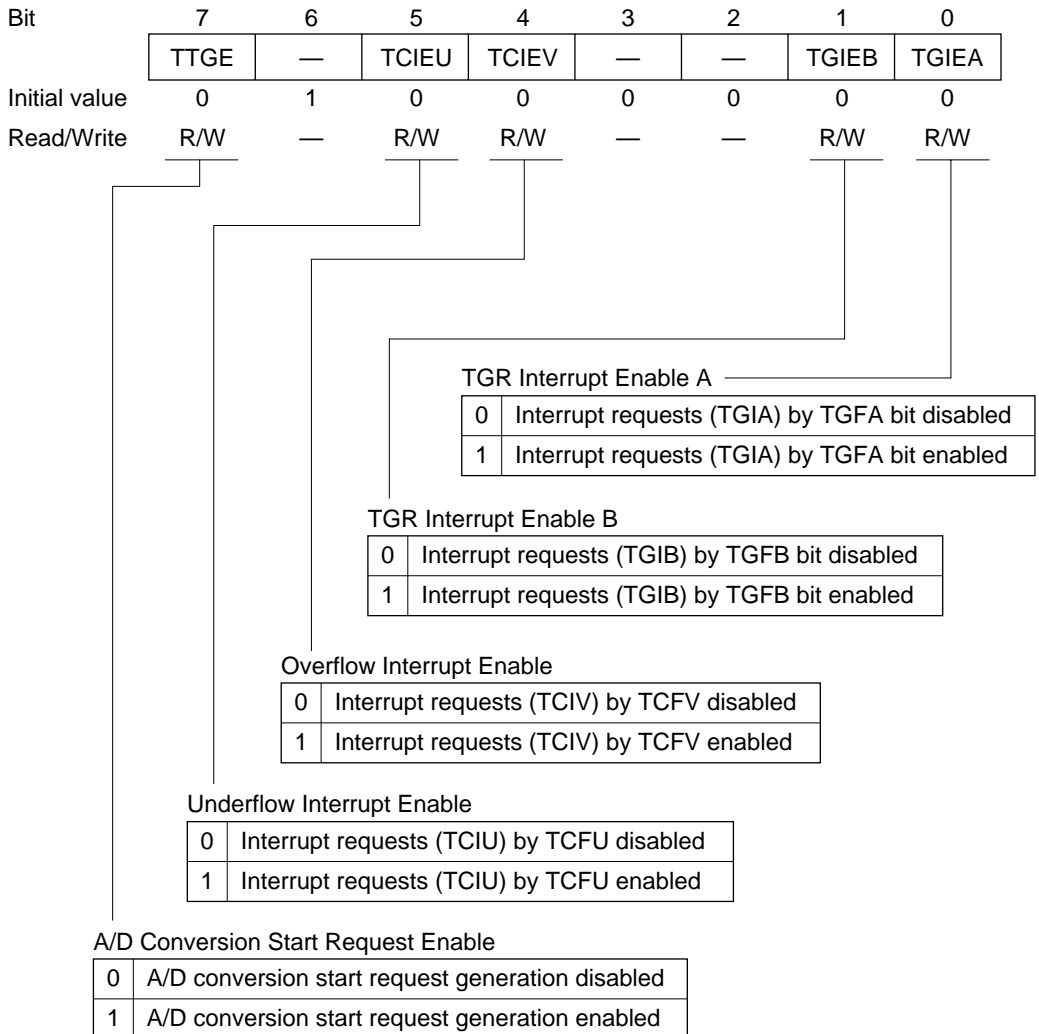 Bit 7 6 5 4 3 2 1 0
TTGE — TCIEU TCIEV — — TGIEB TGIEA
Initial value 0 1 0 0 0 0 0 0
Read/Write R/W — R/W R/W — — R/W R/W
TGR Interrupt Enable A
0 Interrupt requests (TGIA) by TGFA bit disabled
1 Interrupt requests (TGIA) by TGFA bit enabled
TGR Interrupt Enable B
0 Interrupt requests (TGIB) by TGFB bit disabled
1 Interrupt requests (TGIB) by TGFB bit enabled
Overflow Interrupt Enable
0 Interrupt requests (TCIV) by TCFV disabled
1 Interrupt requests (TCIV) by TCFV enabled
Underflow Interrupt Enable
0 Interrupt requests (TCIU) by TCFU disabled
1 Interrupt requests (TCIU) by TCFU enabled
A/D Conversion Start Request Enable
0 A/D conversion start request generation disabled
1 A/D conversion start request generation enabled